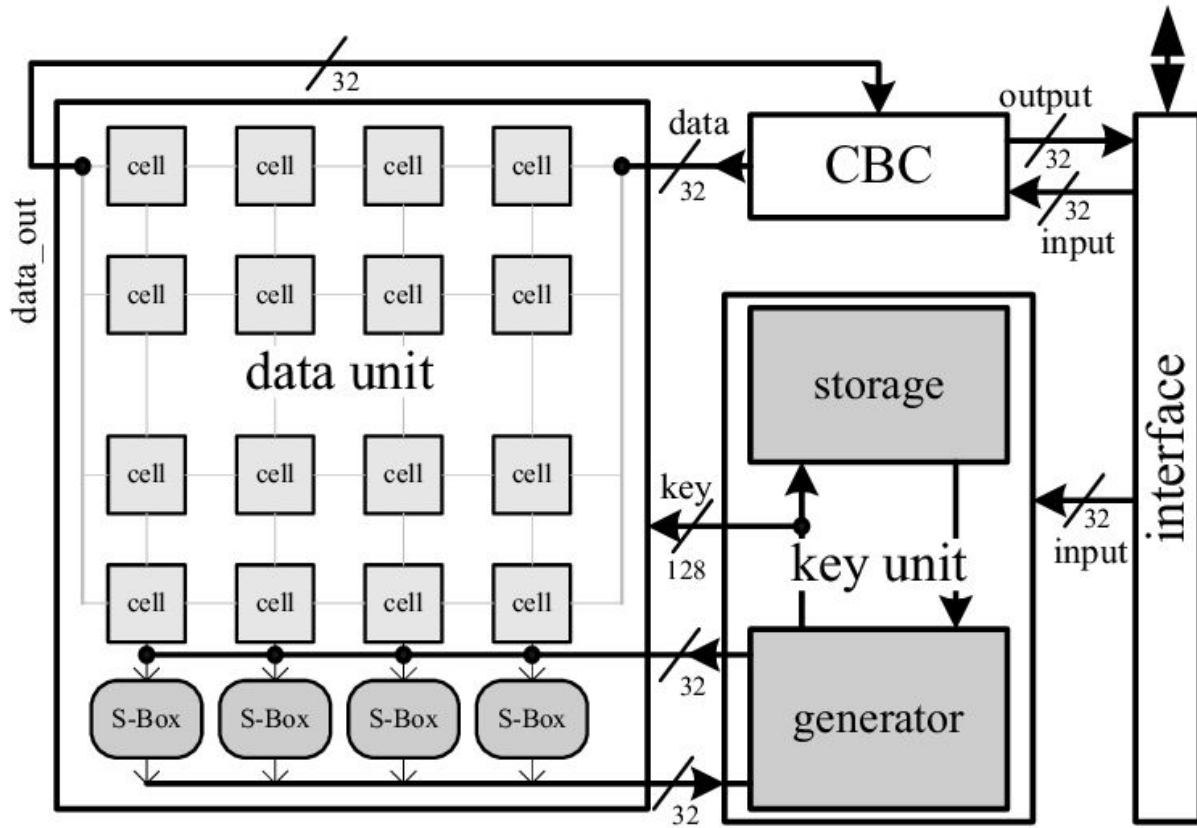 32
data
32
CBC
output
32
32
input
data_out
cell cell cell cell
cell cell cell cell
data unit
cell cell cell cell
cell cell cell cell
S-Box S-Box S-Box S-Box
key
128
32
32
storage
key unit
generator
32
input
interface